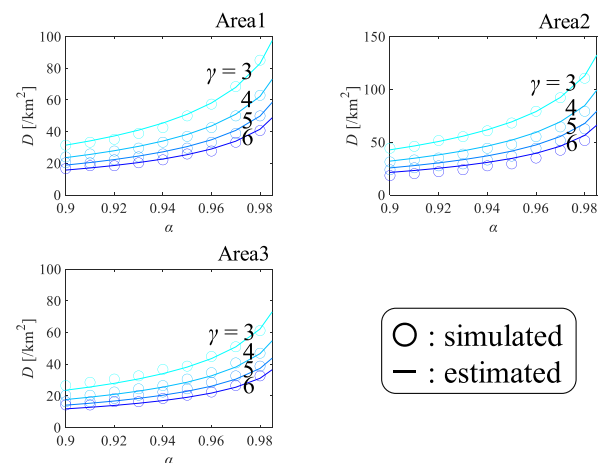 Area1
100
80
60
40
20
0
D [/km²]
γ = 3
4
5
6
0.9 0.92 0.94 0.96 0.98
α
Area2
150
100
50
0
D [/km²]
γ = 3
4
5
6
0.9 0.92 0.94 0.96 0.98
α
Area3
100
80
60
40
20
0
D [/km²]
γ = 3
4
5
6
0.9 0.92 0.94 0.96 0.98
α
: simulated
: estimated